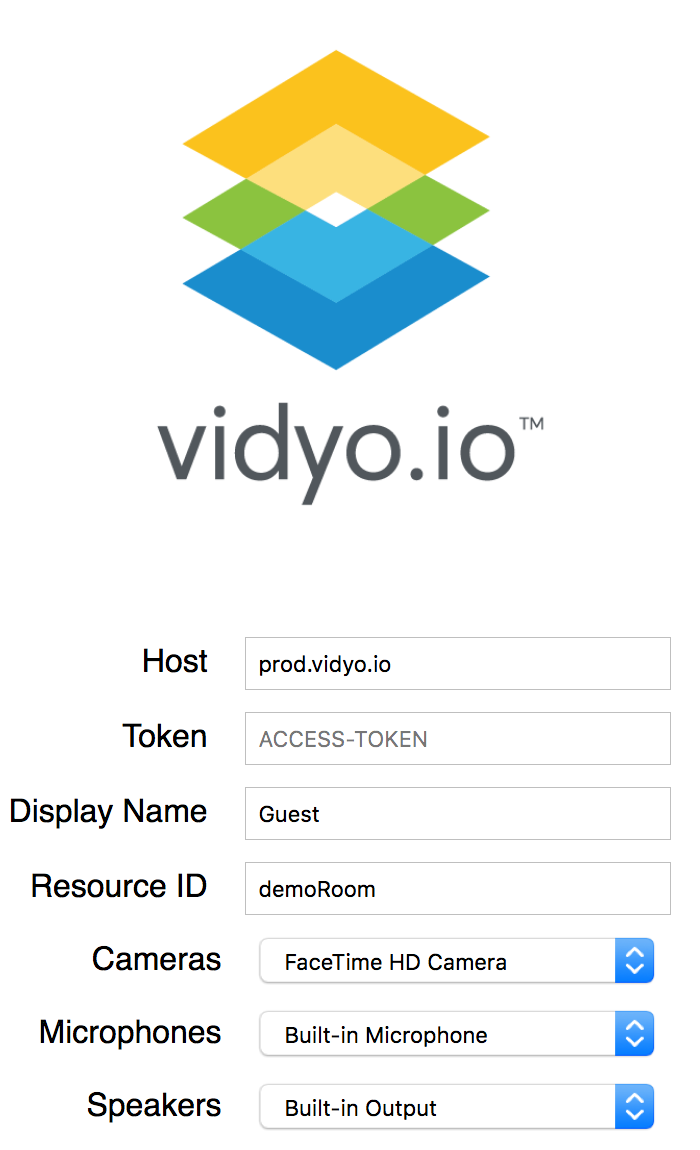 vidyo.io™
Host prod.vidyo.io
Token ACCESS-TOKEN
Display Name Guest
Resource ID demoRoom
Cameras FaceTime HD Camera
Microphones Built-in Microphone
Speakers Built-in Output